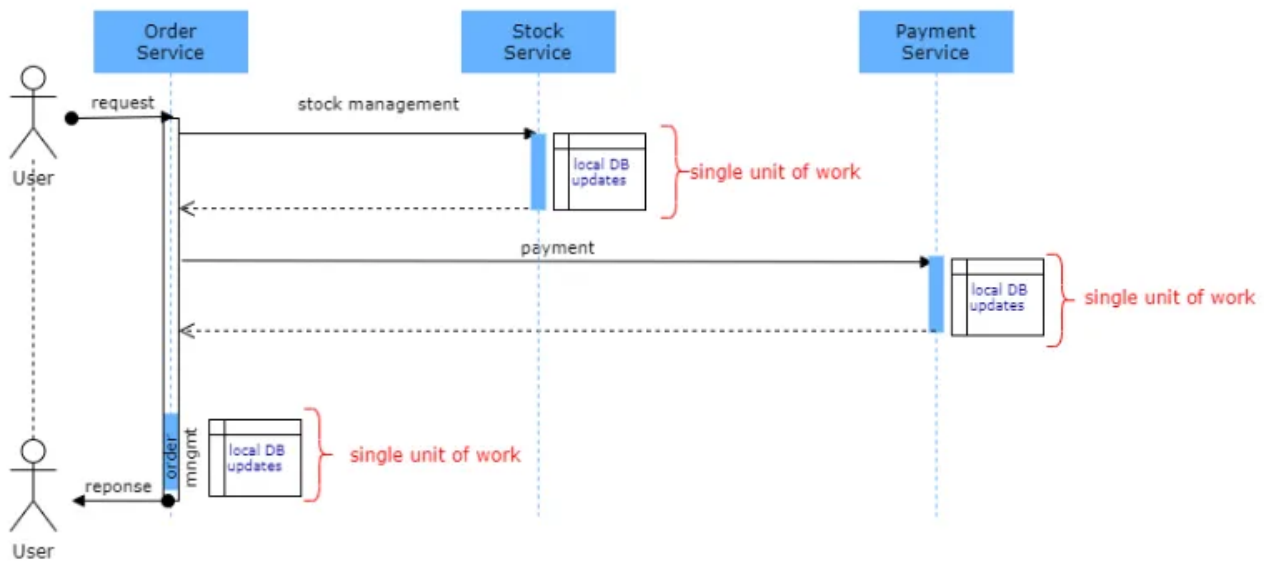 Order
Service
Stock
Service
Payment
Service
request
stock management
User
local DB
updates
single unit of work
payment
local DB
updates
single unit of work
order
mngmt
local DB
updates
single unit of work
reponse
User